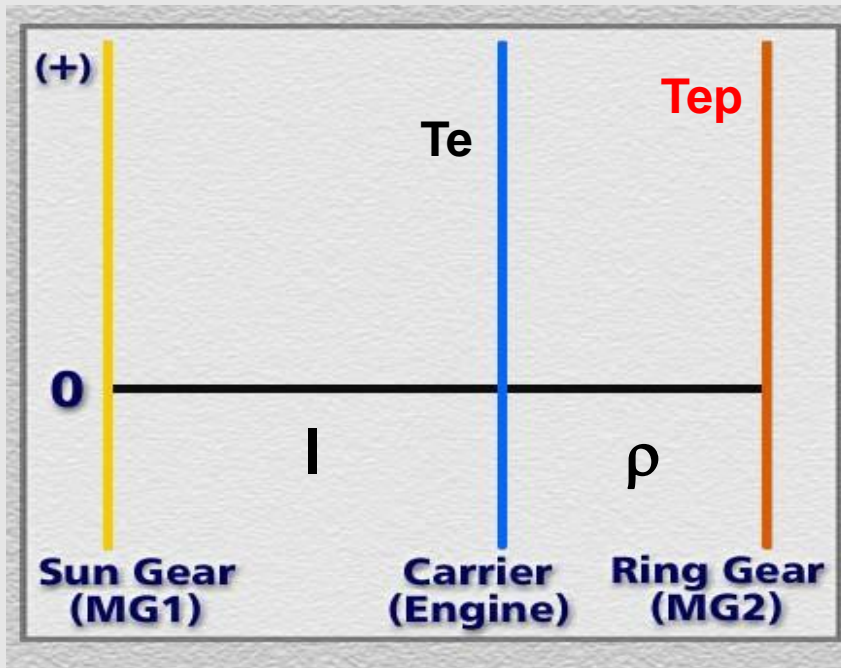 (+)
Tep
Te
0
I
ρ
Sun Gear
(MG1)
Carrier
(Engine)
Ring Gear
(MG2)